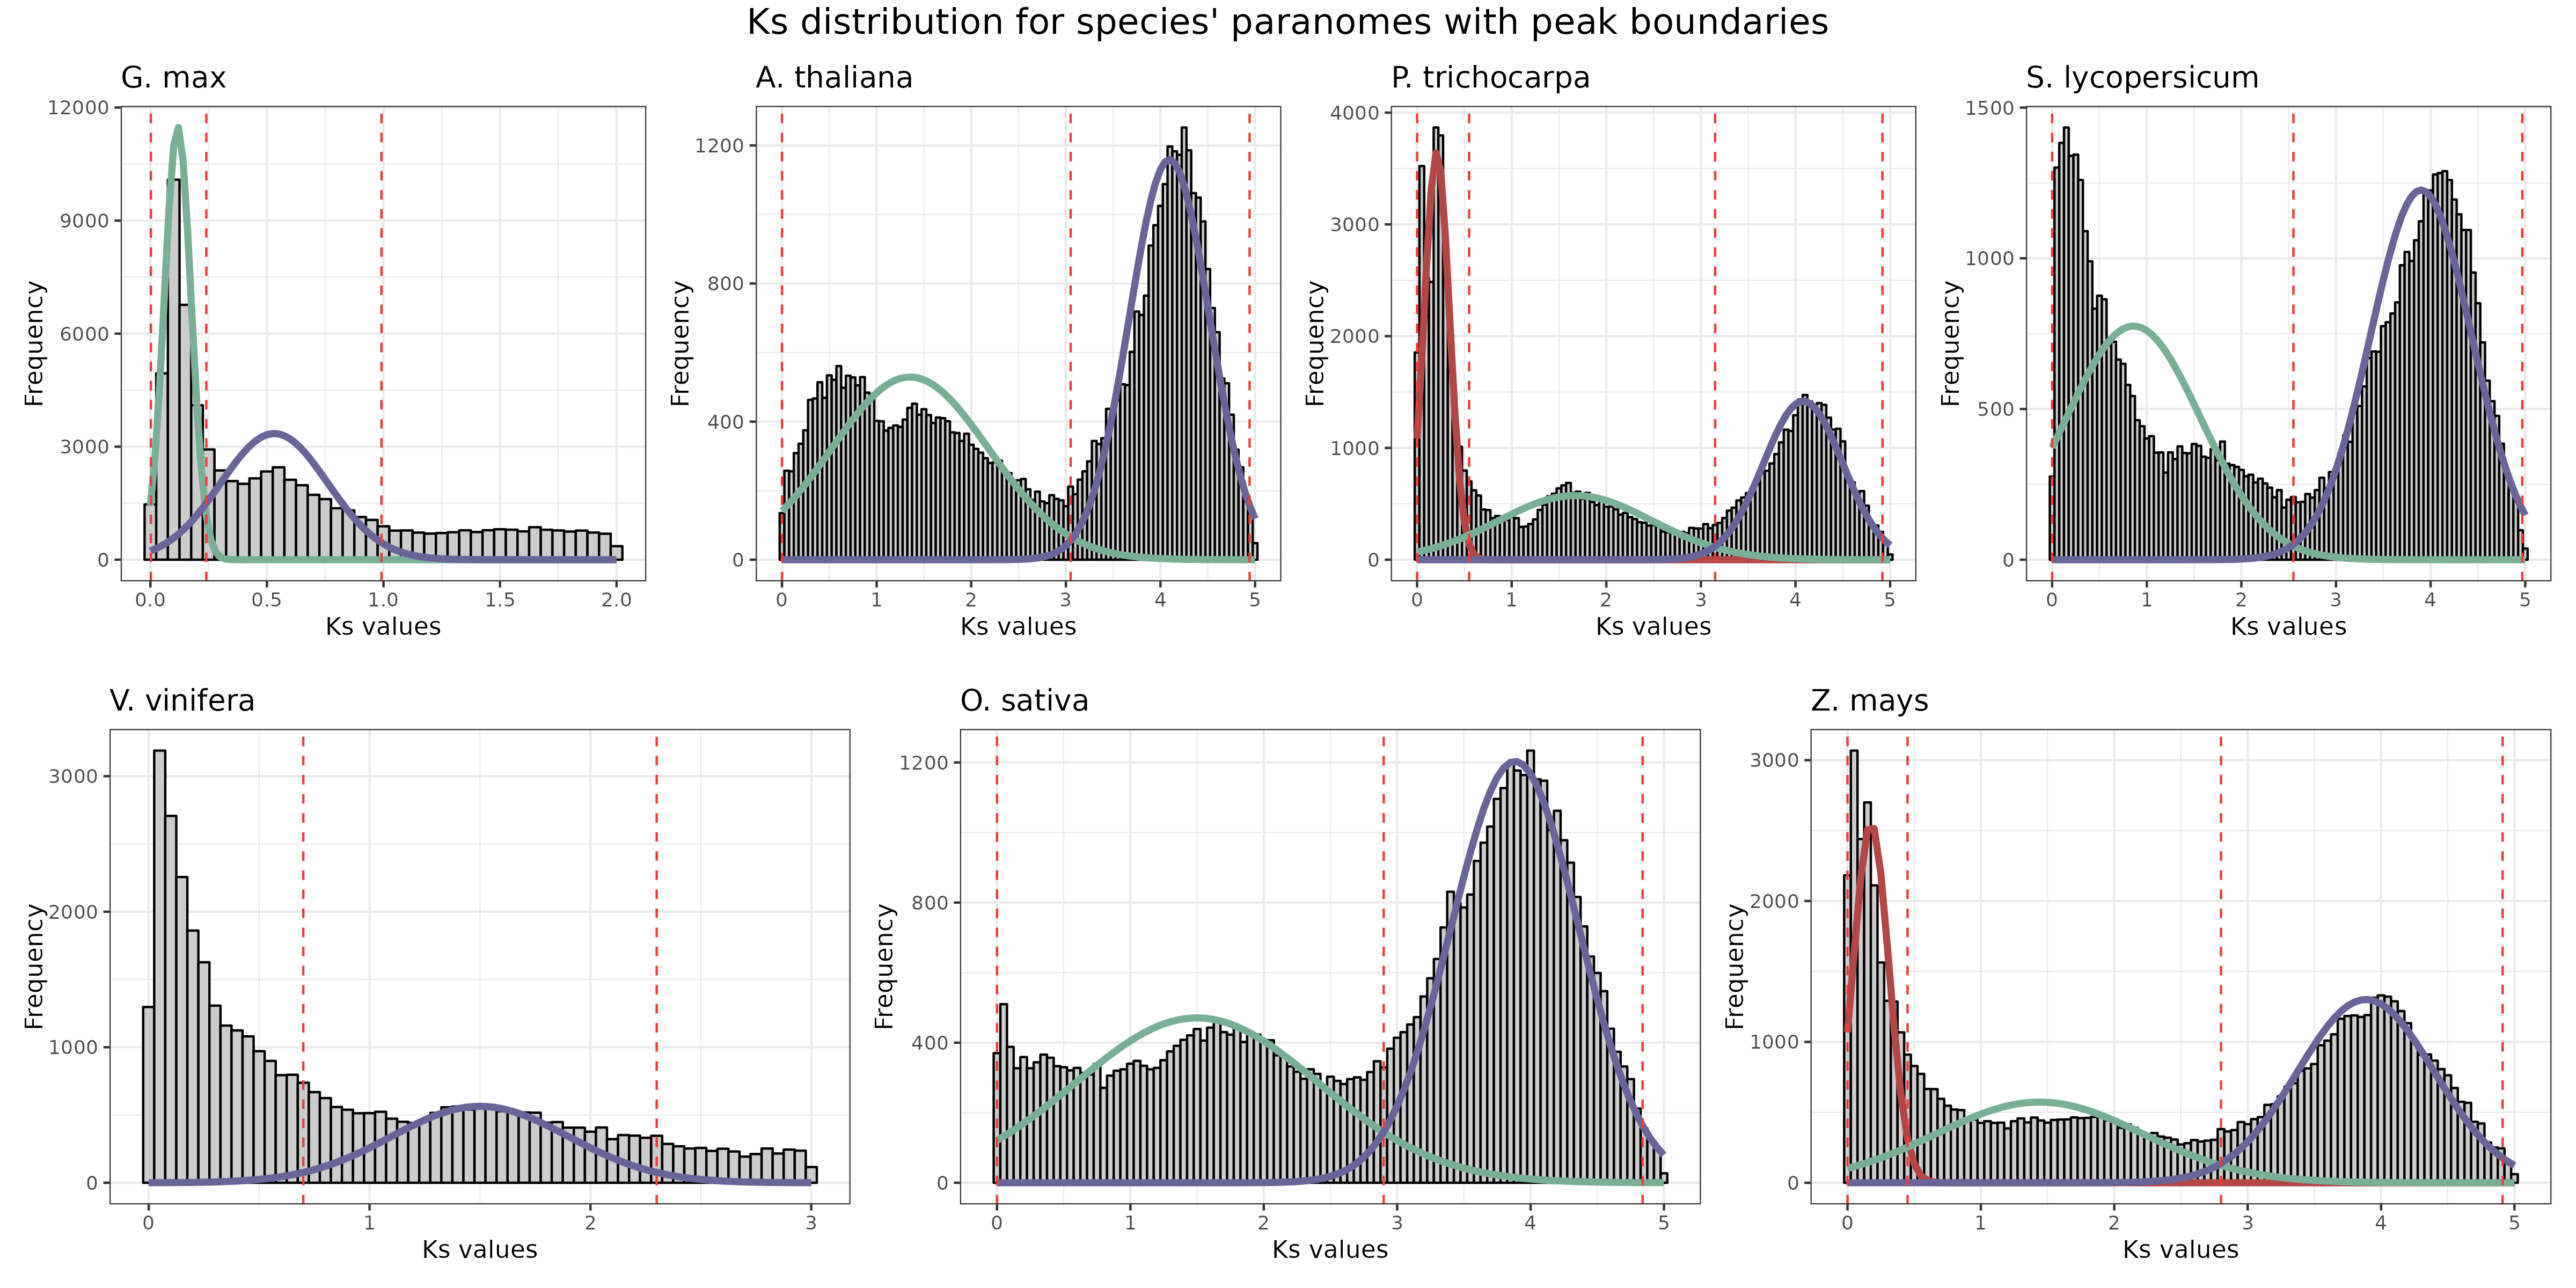 Ks distribution for species' paranomes with peak boundaries
G. max
12000
9000
6000
3000
0
Frequency
0.0 0.5 1.0 1.5 2.0
Ks values
A. thaliana
1200
800
400
0
Frequency
0 1 2 3 4 5
Ks values
P. trichocarpa
4000
3000
2000
1000
0
Frequency
0 1 2 3 4 5
Ks values
S. lycopersicum
1500
1000
500
0
Frequency
0 1 2 3 4 5
Ks values
V. vinifera
3000
2000
1000
0
Frequency
0 1 2 3
Ks values
O. sativa
1200
800
400
0
Frequency
0 1 2 3 4 5
Ks values
Z. mays
3000
2000
1000
0
Frequency
0 1 2 3 4 5
Ks values